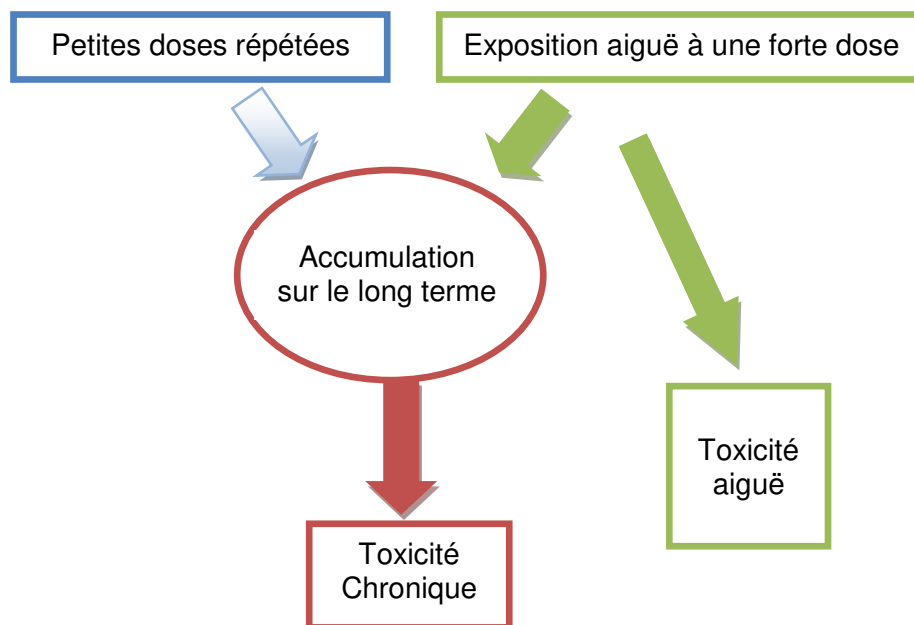 Petites doses répétées
Exposition aiguë à une forte dose
Accumulation
sur le long terme
Toxicité
aiguë
Toxicité
Chronique